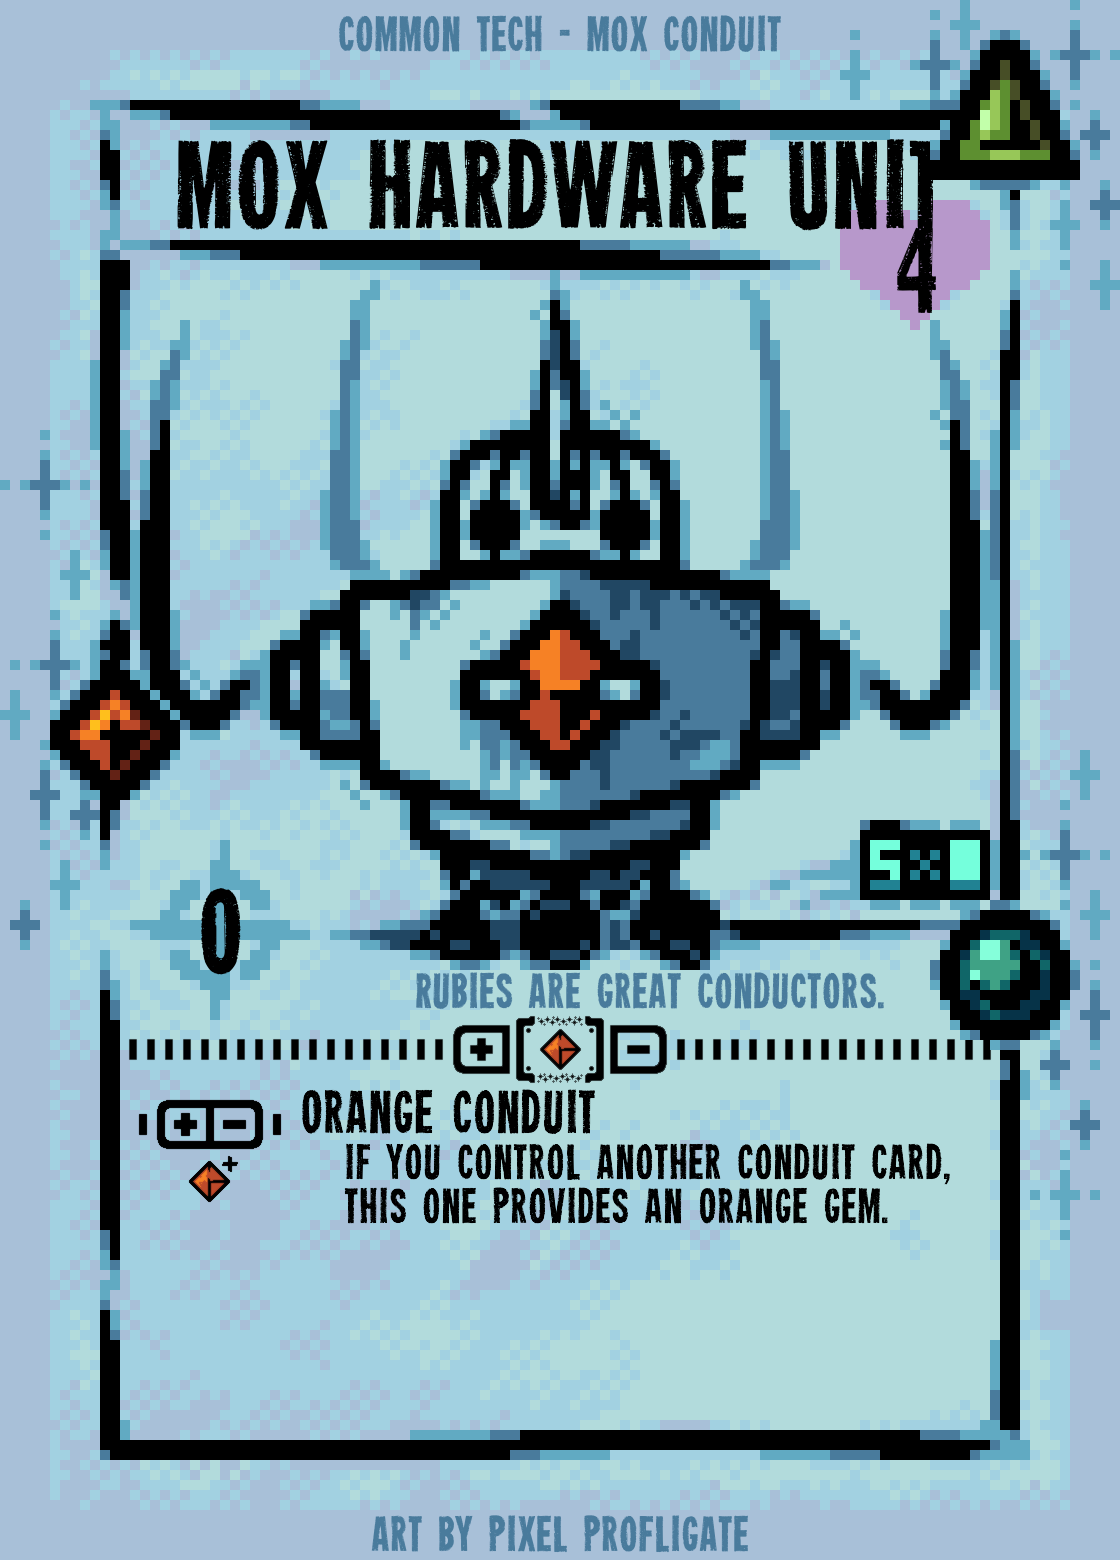 COMMON TECH - MOX CONDUIT
MOX HARDWARE UNIT
4
5×
0
RUBIES ARE GREAT CONDUCTORS.
ORANGE CONDUIT
IF YOU CONTROL ANOTHER CONDUIT CARD,
THIS ONE PROVIDES AN ORANGE GEM.
ART BY PIXEL PROFLIGATE